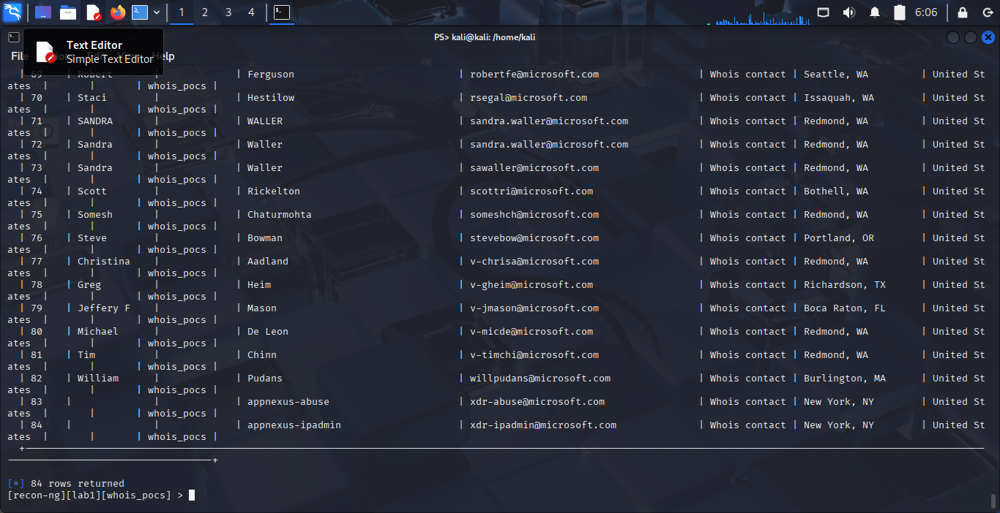 1 2 3 4 6:06
PS> kali@kali: /home/kali
Text Editor
Simple Text Editor
File Help
| 69 | Robert | | Ferguson | robertfe@microsoft.com | Whois contact | Seattle, WA | United St
ates | | | whois_pocs |
| 70 | Staci | | Hestilow | rsegal@microsoft.com | Whois contact | Issaquah, WA | United St
ates | | | whois_pocs |
| 71 | SANDRA | | WALLER | sandra.waller@microsoft.com | Whois contact | Redmond, WA | United St
ates | | | whois_pocs |
| 72 | Sandra | | Waller | sandra.waller@microsoft.com | Whois contact | Redmond, WA | United St
ates | | | whois_pocs |
| 73 | Sandra | | Waller | sawaller@microsoft.com | Whois contact | Redmond, WA | United St
ates | | | whois_pocs |
| 74 | Scott | | Rickelton | scottri@microsoft.com | Whois contact | Bothell, WA | United St
ates | | | whois_pocs |
| 75 | Somesh | | Chaturmohta | someshch@microsoft.com | Whois contact | Redmond, WA | United St
ates | | | whois_pocs |
| 76 | Steve | | Bowman | stevebow@microsoft.com | Whois contact | Portland, OR | United St
ates | | | whois_pocs |
| 77 | Christina | | Aadland | v-chrisa@microsoft.com | Whois contact | Redmond, WA | United St
ates | | | whois_pocs |
| 78 | Greg | | Heim | v-gheim@microsoft.com | Whois contact | Richardson, TX | United St
ates | | | whois_pocs |
| 79 | Jeffery F | | Mason | v-jmason@microsoft.com | Whois contact | Boca Raton, FL | United St
ates | | | whois_pocs |
| 80 | Michael | | De Leon | v-micde@microsoft.com | Whois contact | Redmond, WA | United St
ates | | | whois_pocs |
| 81 | Tim | | Chinn | v-timchi@microsoft.com | Whois contact | Redmond, WA | United St
ates | | | whois_pocs |
| 82 | William | | Pudans | willpudans@microsoft.com | Whois contact | Burlington, MA | United St
ates | | | whois_pocs |
| 83 | | | appnexus-abuse | xdr-abuse@microsoft.com | Whois contact | New York, NY | United St
ates | | | whois_pocs |
| 84 | | | appnexus-ipadmin | xdr-ipadmin@microsoft.com | Whois contact | New York, NY | United St
ates | | | whois_pocs |
[*] 84 rows returned
[recon-ng][lab1][whois_pocs] >